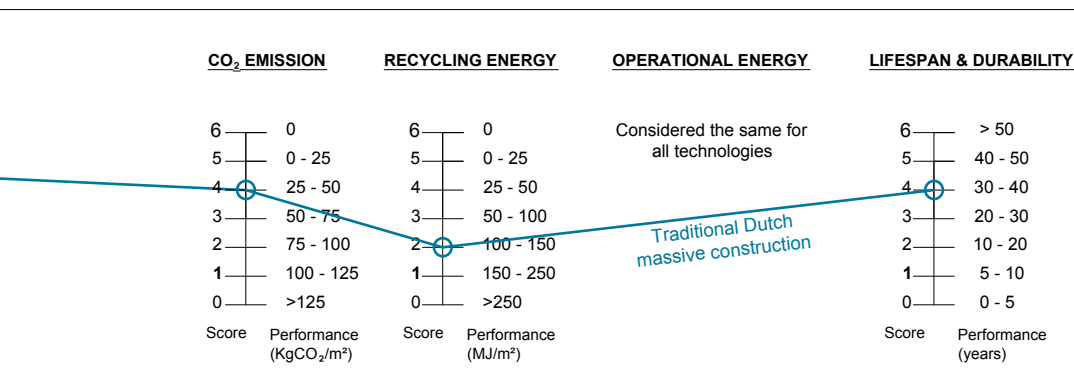 CO₂ EMISSION
6 0
5 0 - 25
4 25 - 50
3 50 - 75
2 75 - 100
1 100 - 125
0 >125
Score Performance
(KgCO₂/m²)
RECYCLING ENERGY
6 0
5 0 - 25
4 25 - 50
3 50 - 100
2 100 - 150
1 150 - 250
0 >250
Score Performance
(MJ/m²)
OPERATIONAL ENERGY
Considered the same for
all technologies
Traditional Dutch
massive construction
LIFESPAN & DURABILITY
6 > 50
5 40 - 50
4 30 - 40
3 20 - 30
2 10 - 20
1 5 - 10
0 0 - 5
Score Performance
(years)